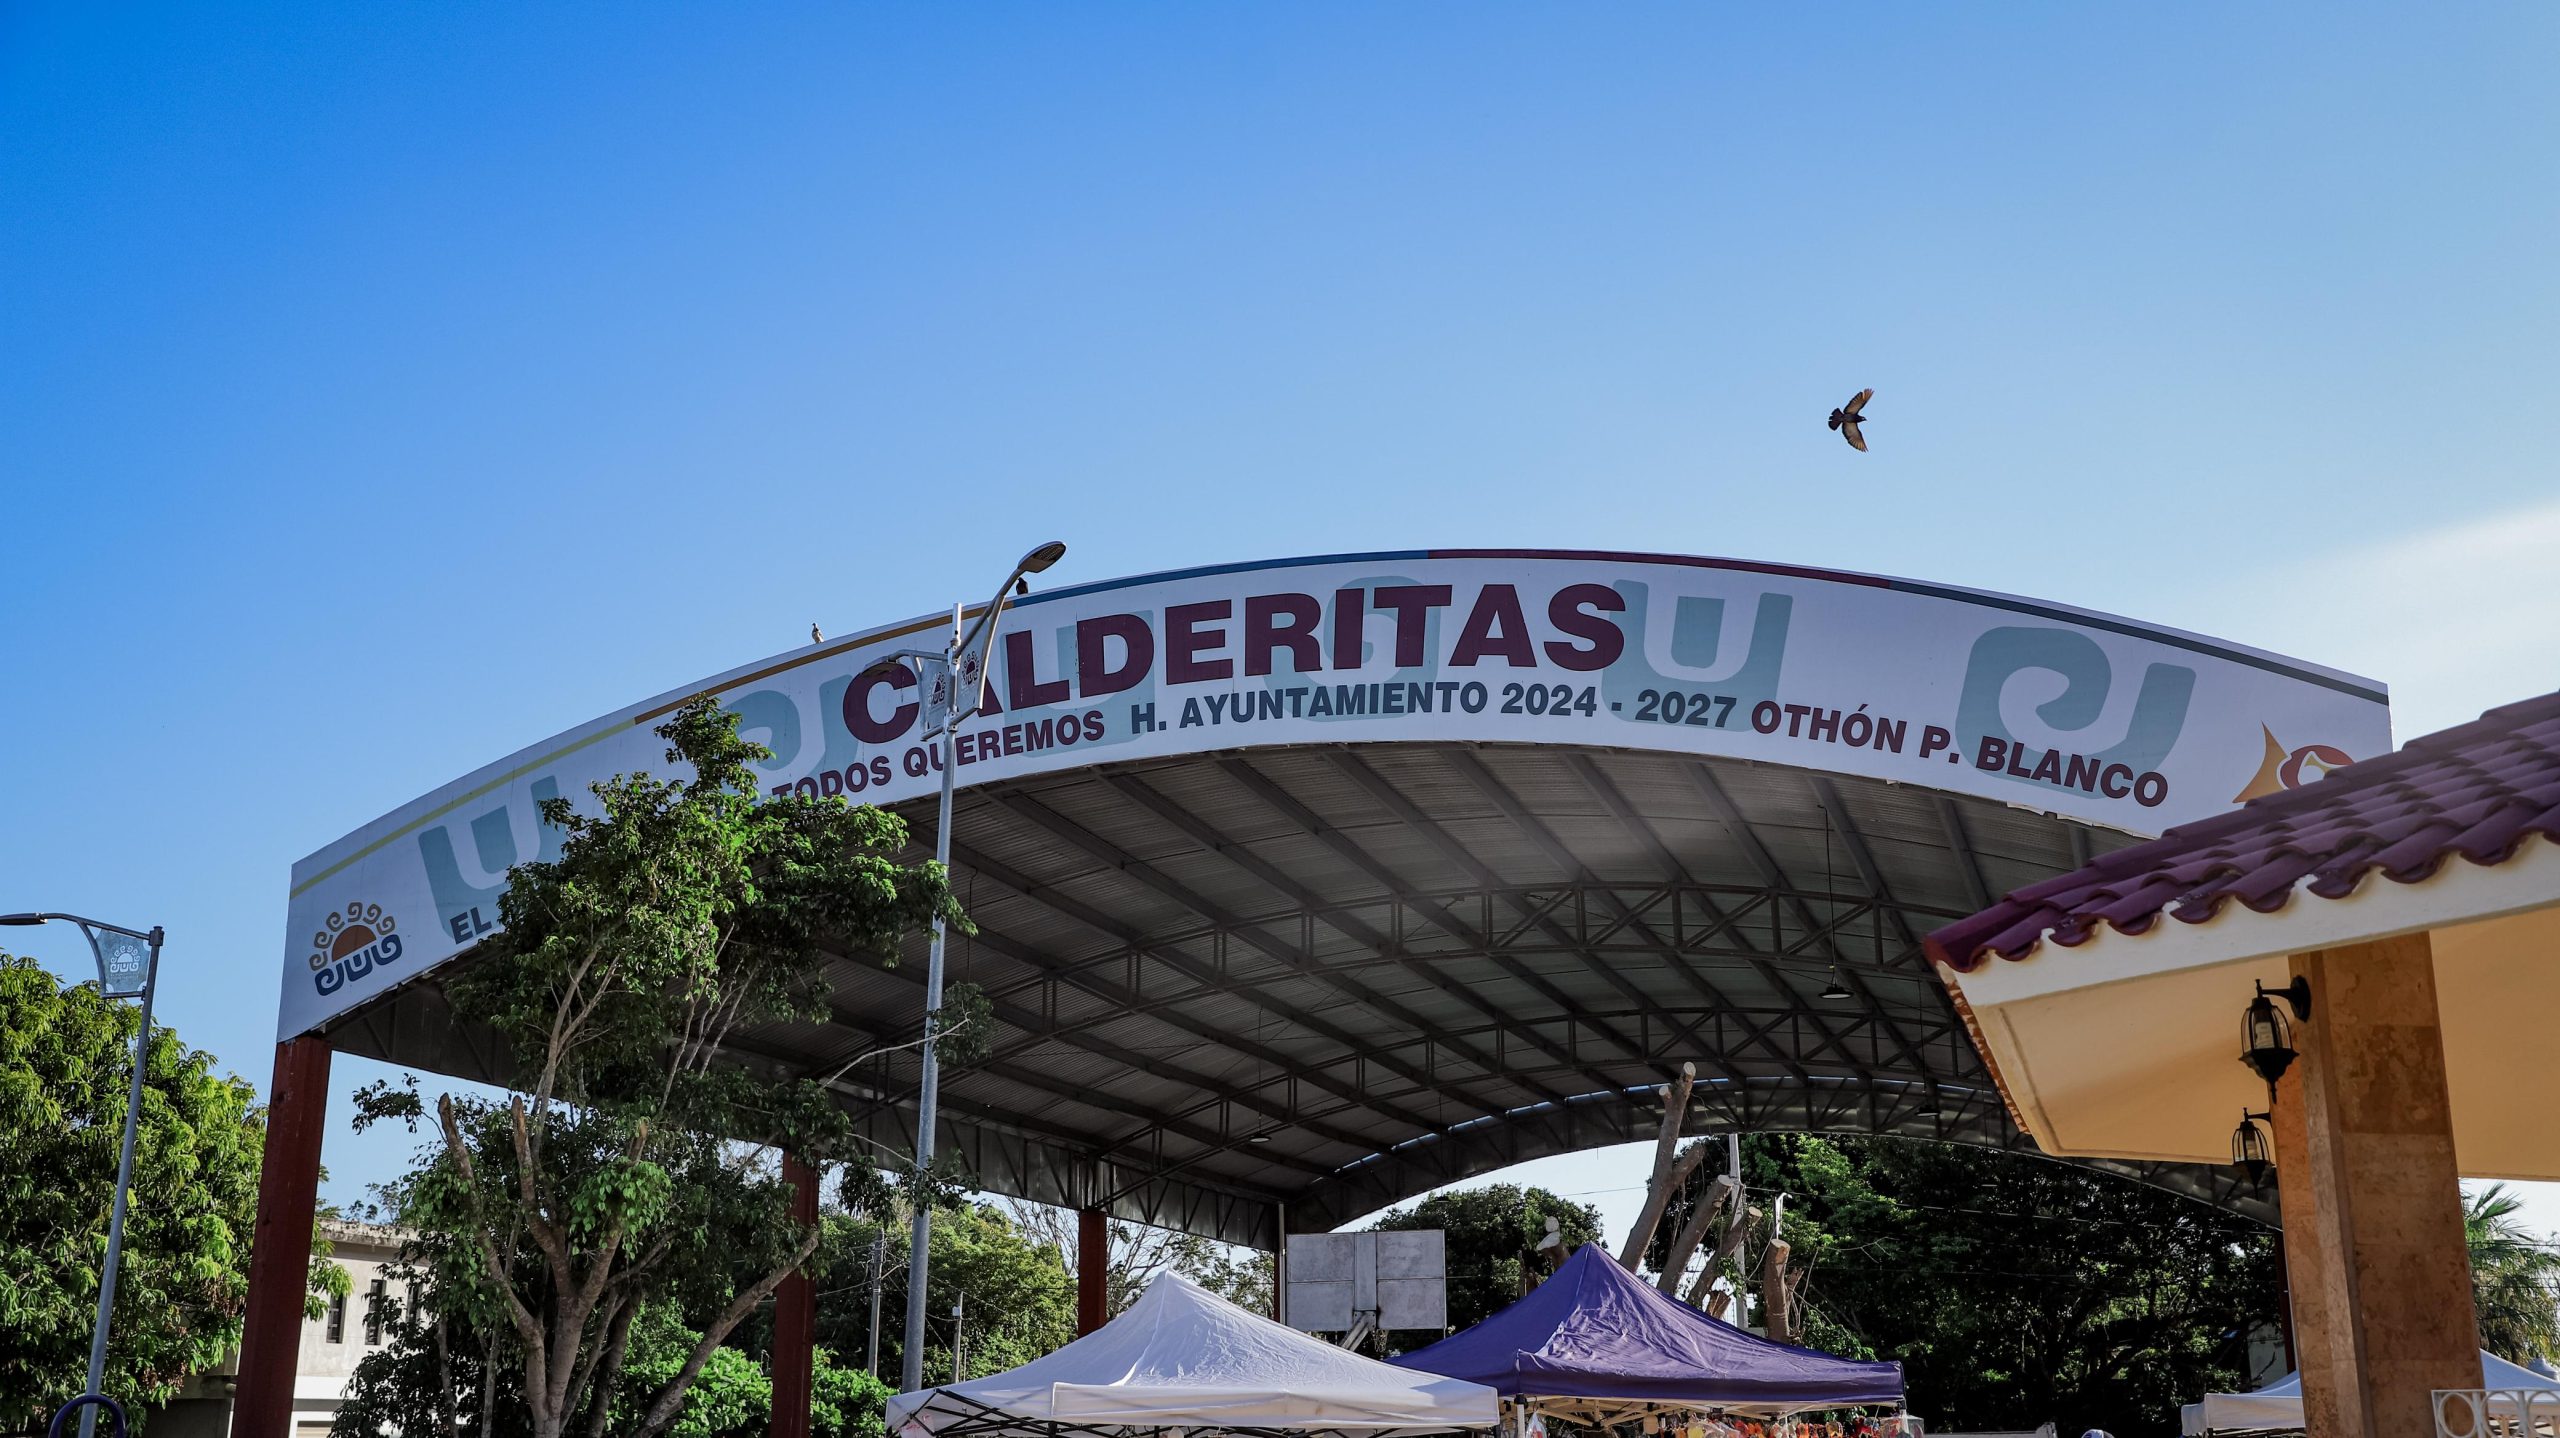 CALDERITAS
EL TODOS QUEREMOS H. AYUNTAMIENTO 2024 - 2027 OTHÓN P. BLANCO